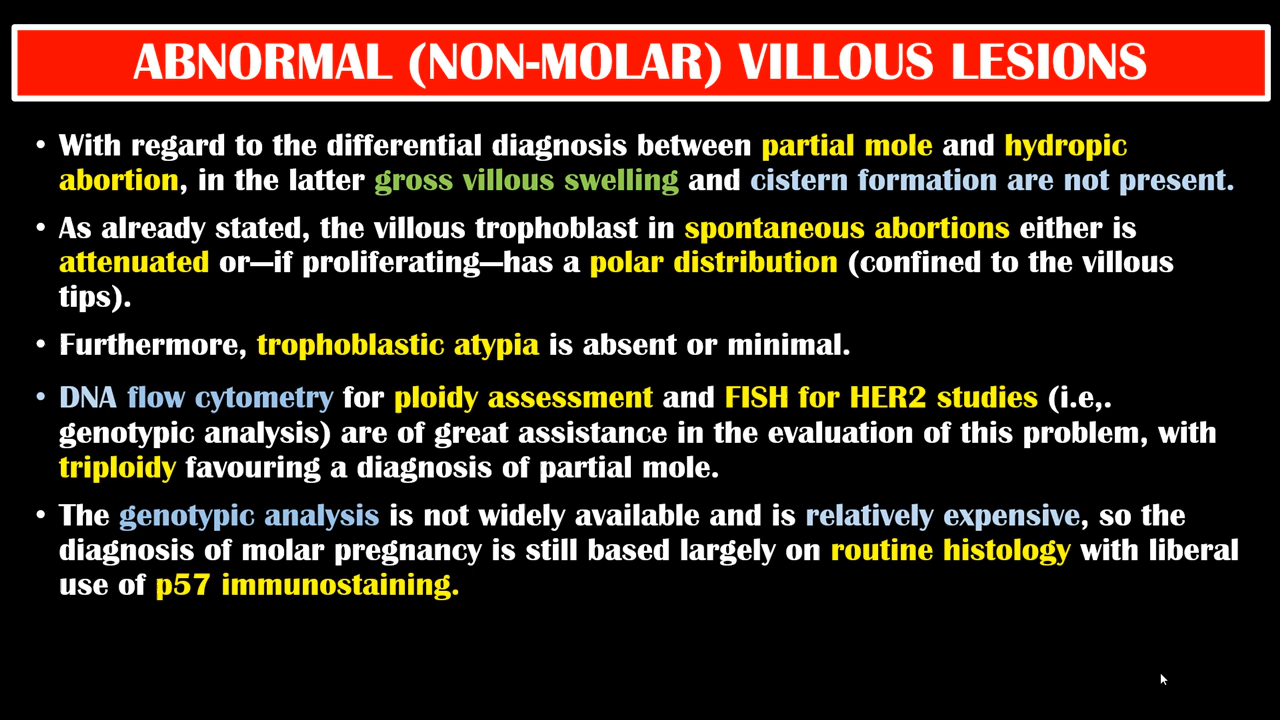 ABNORMAL (NON-MOLAR) VILLOUS LESIONS
• With regard to the differential diagnosis between partial mole and hydropic
abortion, in the latter gross villous swelling and cistern formation are not present.
• As already stated, the villous trophoblast in spontaneous abortions either is
attenuated or—if proliferating—has a polar distribution (confined to the villous
tips).
• Furthermore, trophoblastic atypia is absent or minimal.
• DNA flow cytometry for ploidy assessment and FISH for HER2 studies (i.e,.
genotypic analysis) are of great assistance in the evaluation of this problem, with
triploidy favouring a diagnosis of partial mole.
• The genotypic analysis is not widely available and is relatively expensive, so the
diagnosis of molar pregnancy is still based largely on routine histology with liberal
use of p57 immunostaining.